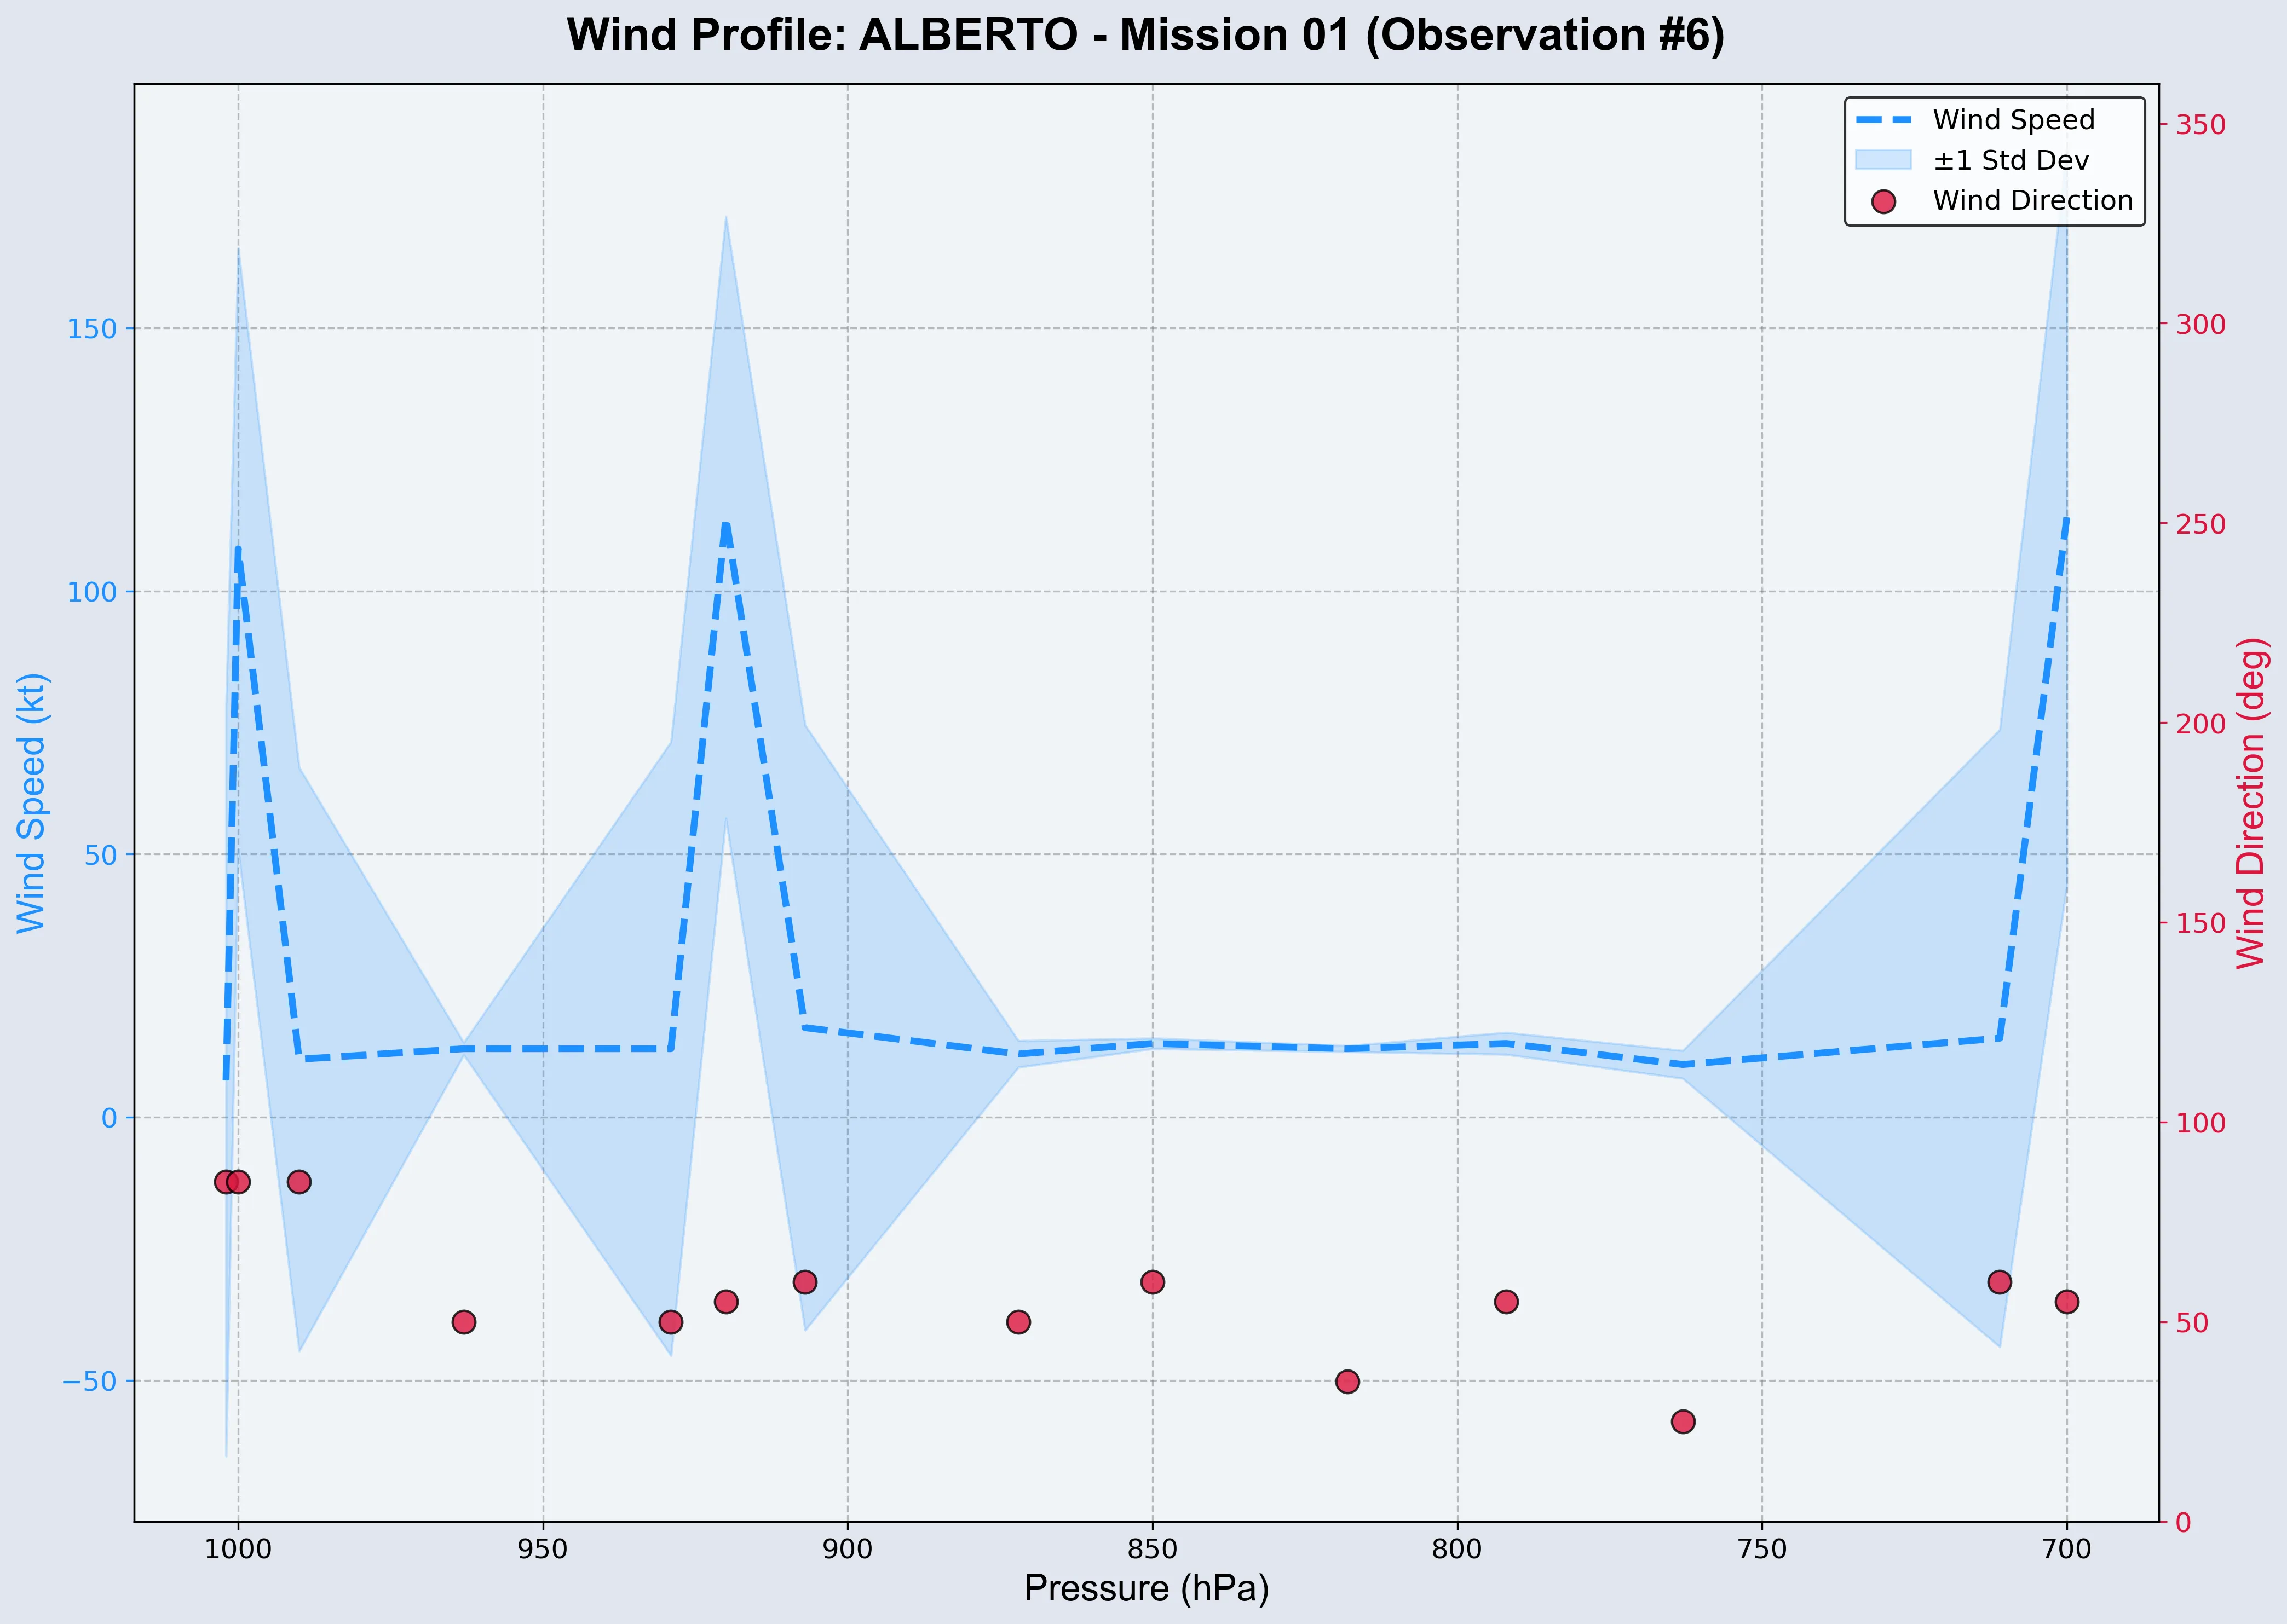 Wind Profile: ALBERTO - Mission 01 (Observation #6)
Wind Speed
±1 Std Dev
Wind Direction
Wind Speed (kt)
150
100
50
0
−50
350
300
250
200
150
100
50
0
Wind Direction (deg)
1000 950 900 850 800 750 700
Pressure (hPa)